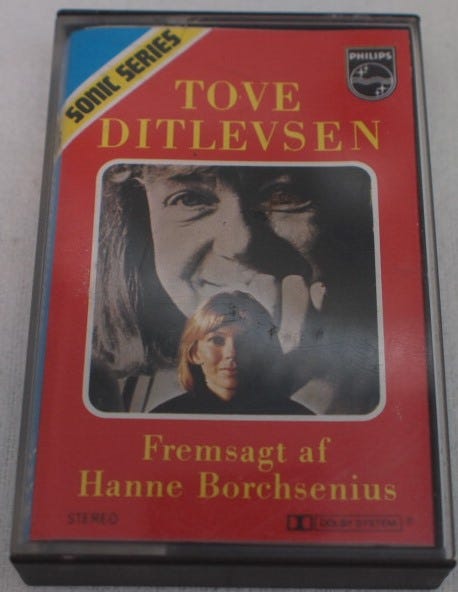 SONIC SERIES
PHILIPS
TOVE
DITLEVSEN
Fremsagt af
Hanne Borchsenius
STEREO
DOLBY SYSTEM ®